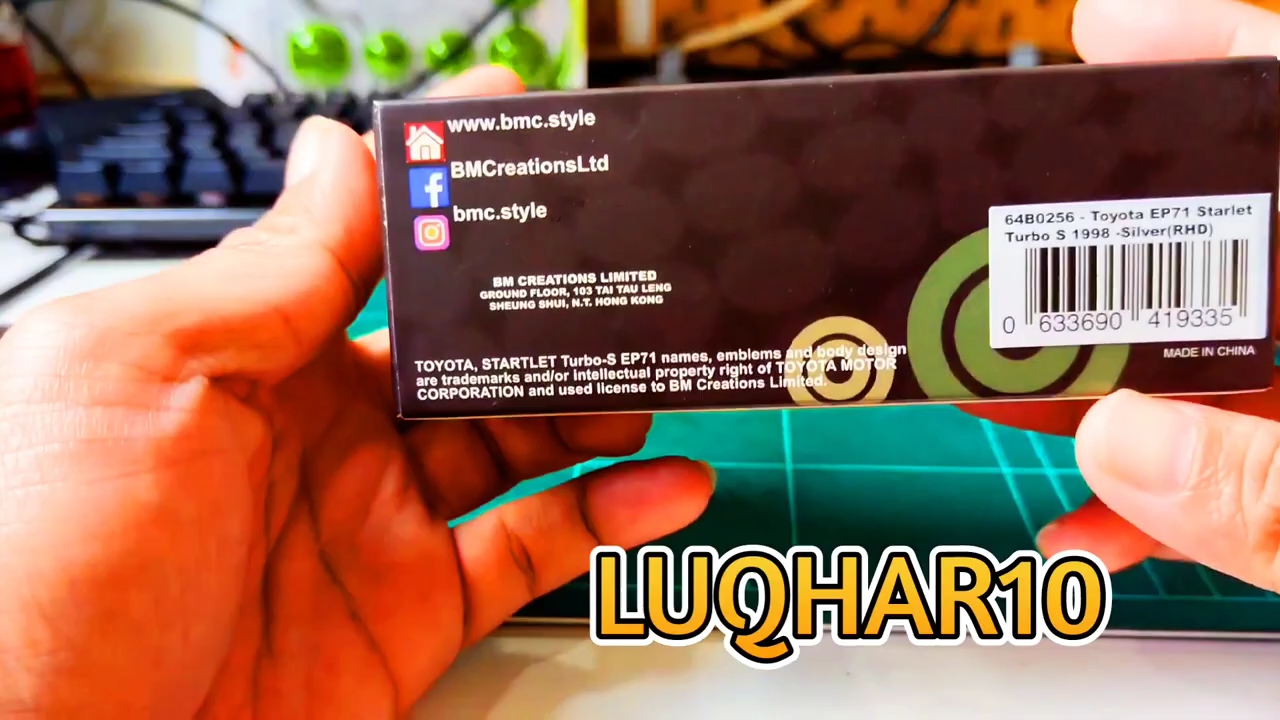 www.bmc.style
BMCreationsLtd
bmc.style
BM CREATIONS LIMITED
GROUND FLOOR, 103 TAI TAU LENG
SHEUNG SHUI, N.T. HONG KONG
TOYOTA, STARTLET Turbo-S EP71 names, emblems and body design
are trademarks and/or intellectual property right of TOYOTA MOTOR
CORPORATION and used license to BM Creations Limited.
64B0256 - Toyota EP71 Starlet
Turbo S 1998 -Silver(RHD)
0 633690 419335
MADE IN CHINA
LUQHAR10